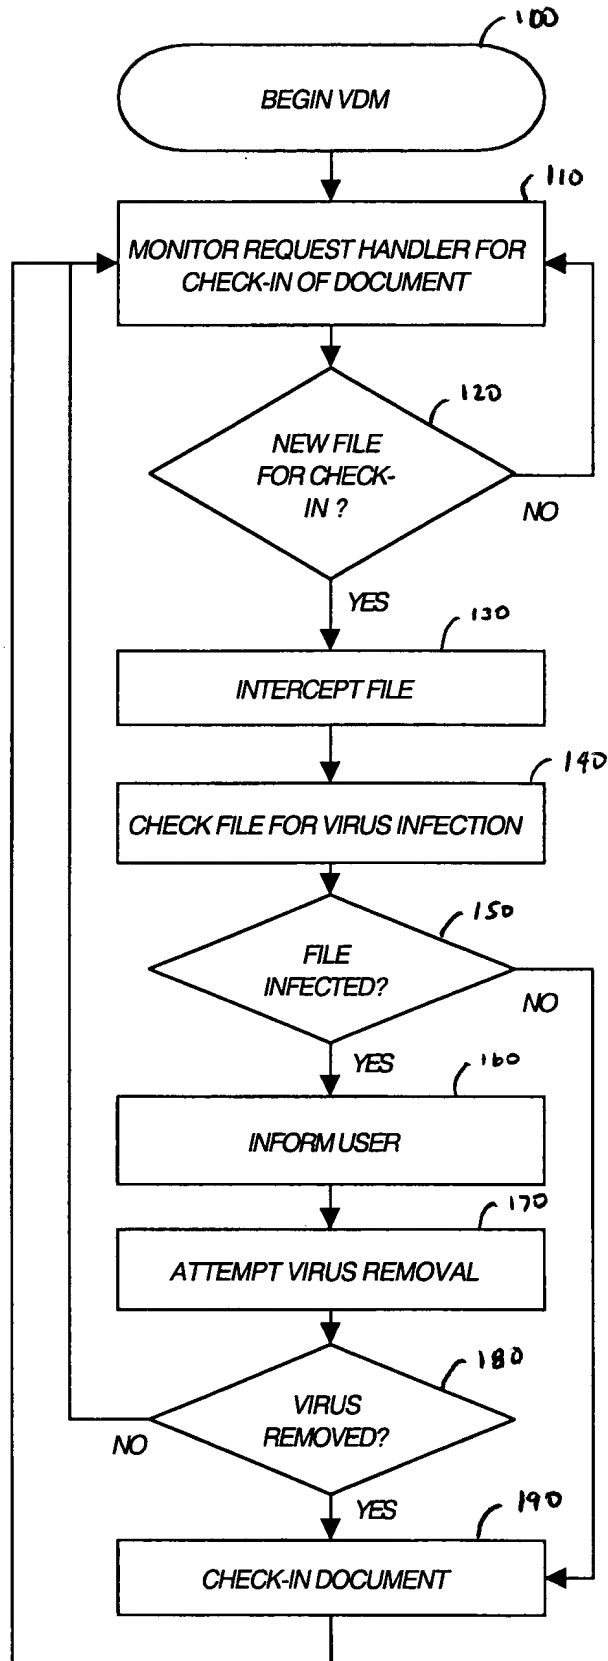 100
BEGIN VDM
110
MONITOR REQUEST HANDLER FOR
CHECK-IN OF DOCUMENT
120
NEW FILE
FOR CHECK-
IN ?
NO
YES
130
INTERCEPT FILE
140
CHECK FILE FOR VIRUS INFECTION
150
FILE
INFECTED?
NO
YES
160
INFORM USER
170
ATTEMPT VIRUS REMOVAL
180
VIRUS
REMOVED?
NO
YES
190
CHECK-IN DOCUMENT